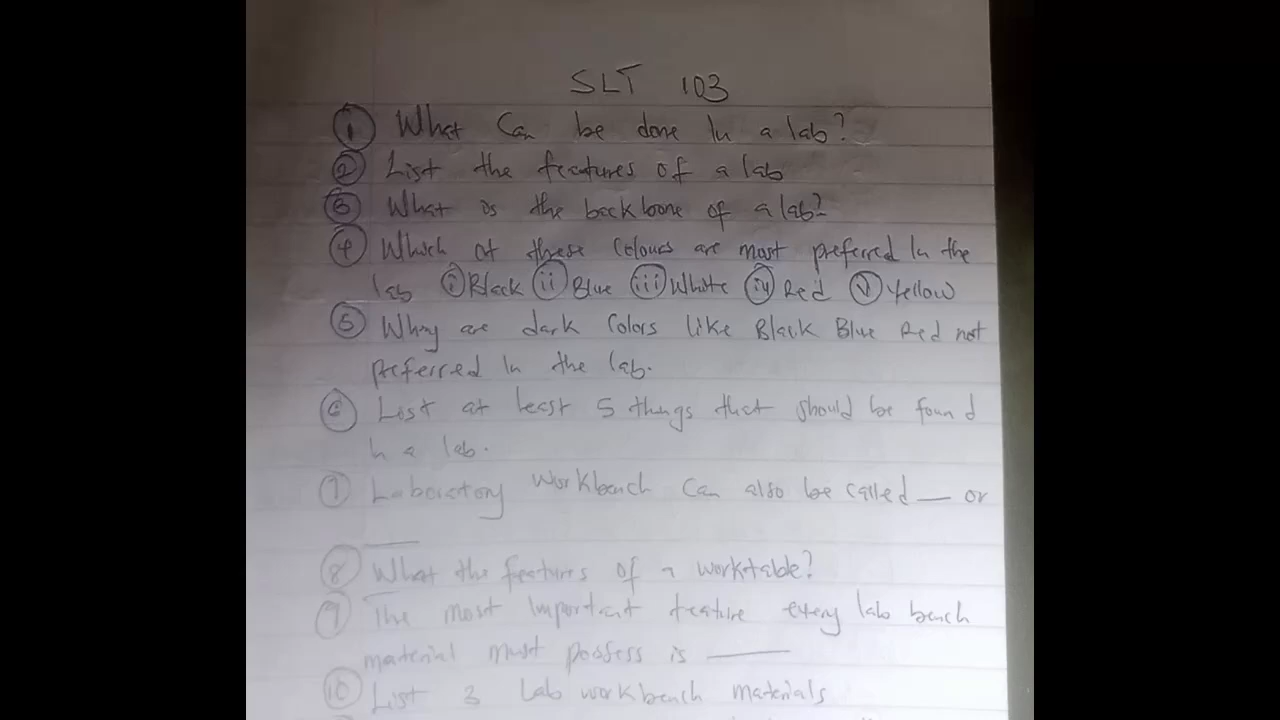 SLT 103
① What Can be done In a lab?
② List the features of a lab
③ What is the backbone of a lab?
④ Which of these Colours are most preferred In the
lab ⓘ Black ⓘⓘ Blue ⓘⓘⓘ White ⓘⓥ Red ⓥ Yellow
⑤ Why are dark Colors like Black Blue Red not
preferred In the lab.
⑥ List at least 5 things that should be found
In a lab.
⑦ Laboratory Workbench Can also be called __ or
__
⑧ What the features of a worktable?
⑨ The most Important feature every lab bench
material must possess is __
⑩ List 3 Lab workbench materials